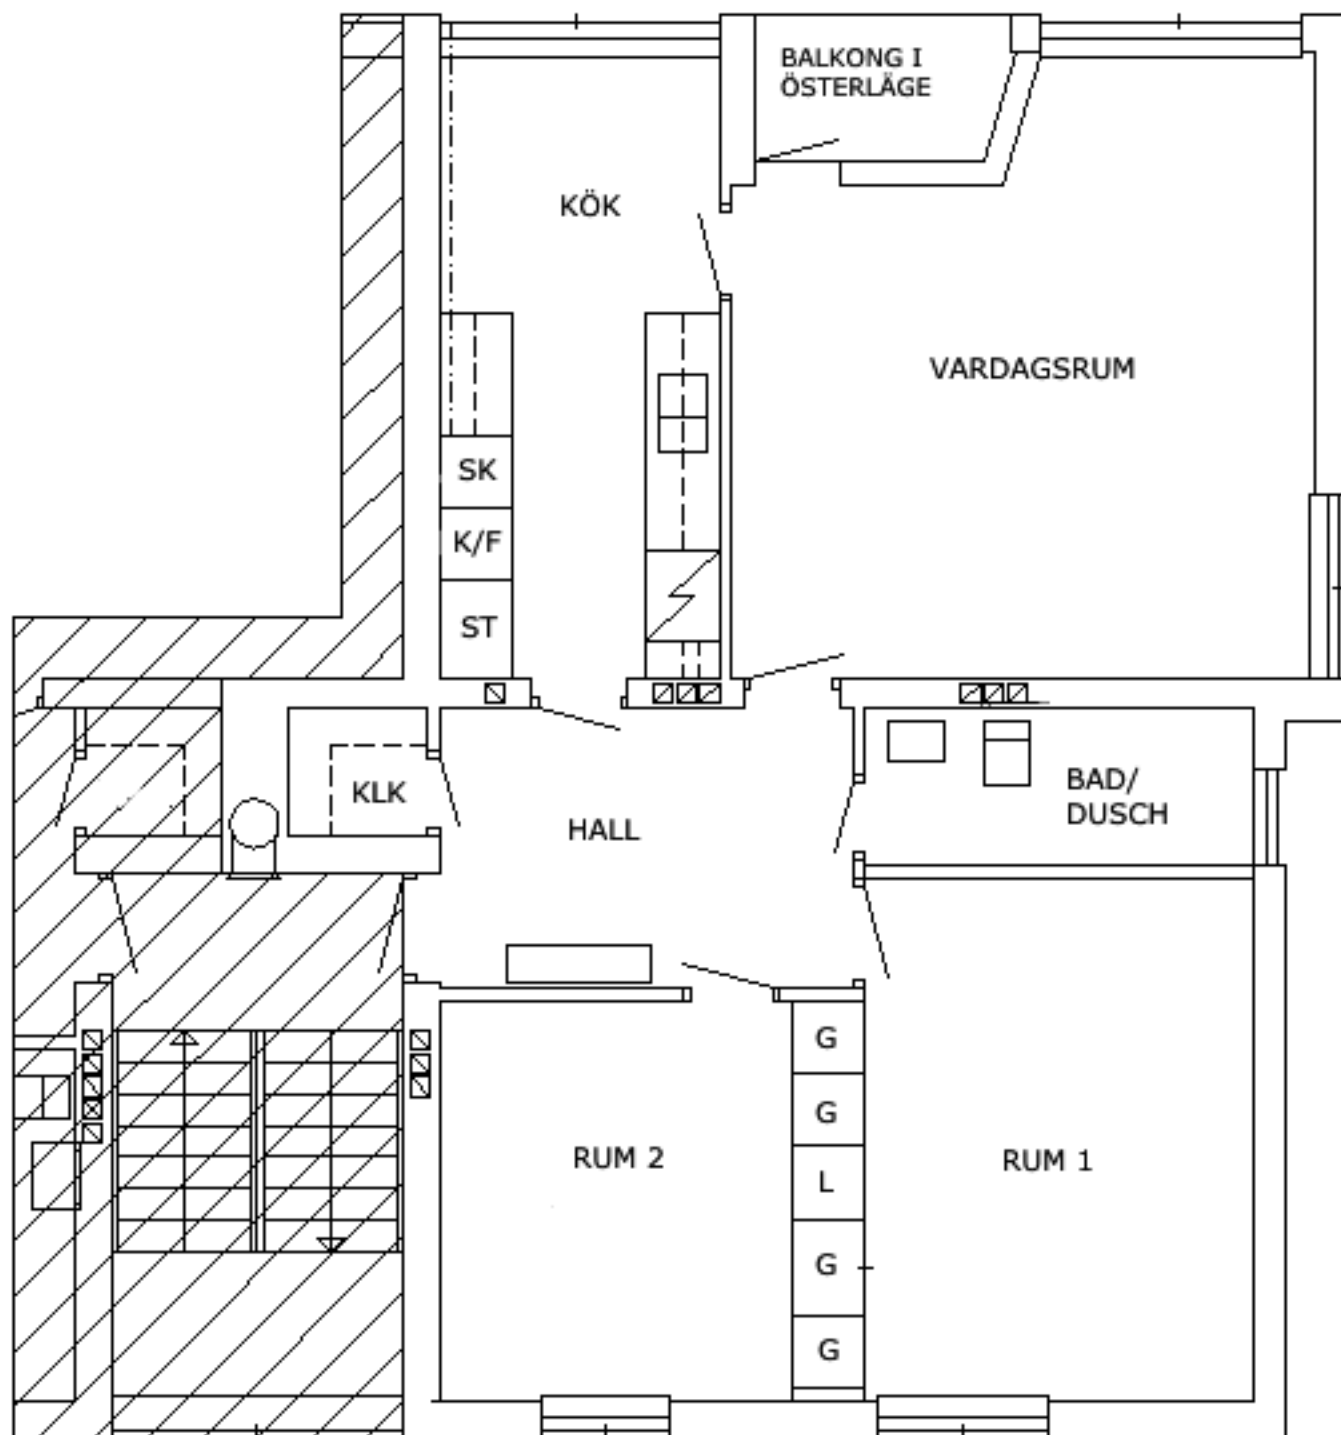 BALKONG I
ÖSTERLÄGE
KÖK
VARDAGSRUM
SK
K/F
ST
KLK
HALL
BAD/
DUSCH
G
G
L
G
G
RUM 2
RUM 1